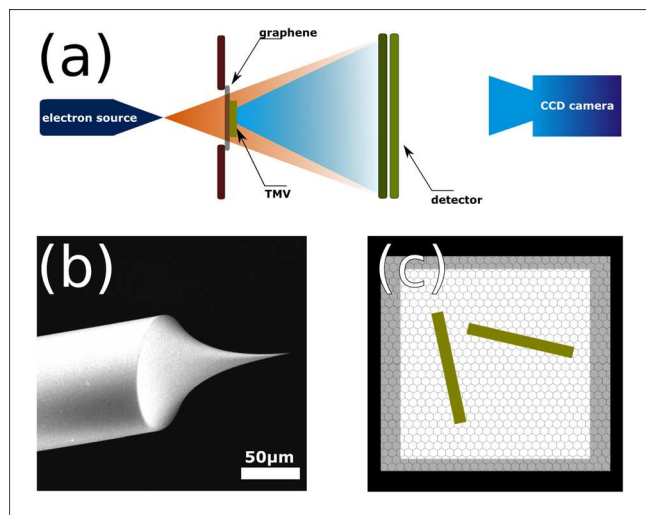 (a)
graphene
electron source
CCD camera
TMV
detector
(b)
50µm
(c)